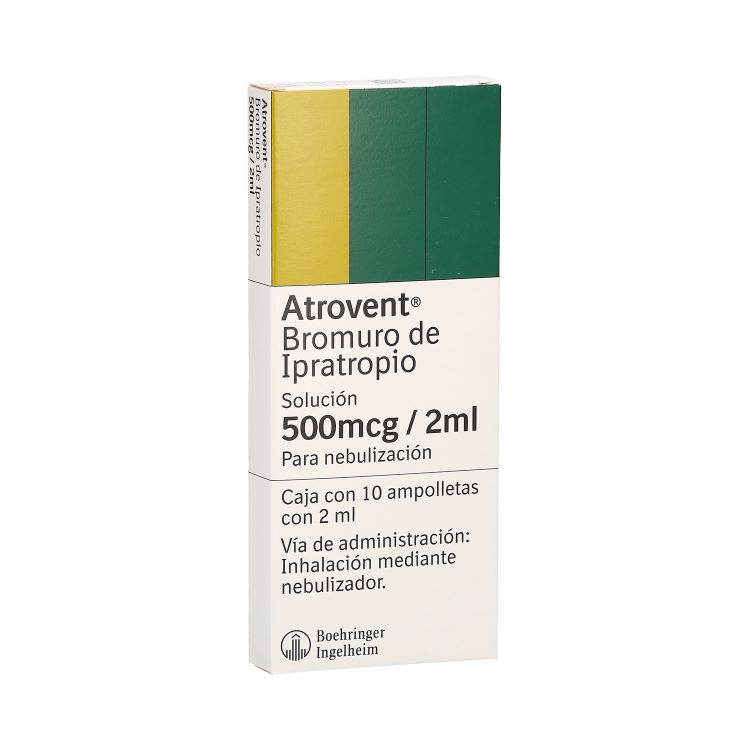 Atrovent®
Bromuro de Ipratropio
500mcg / 2ml
Atrovent®
Bromuro de
Ipratropio
Solución
500mcg / 2ml
Para nebulización
Caja con 10 ampolletas
con 2 ml
Vía de administración:
Inhalación mediante
nebulizador.
Boehringer
Ingelheim